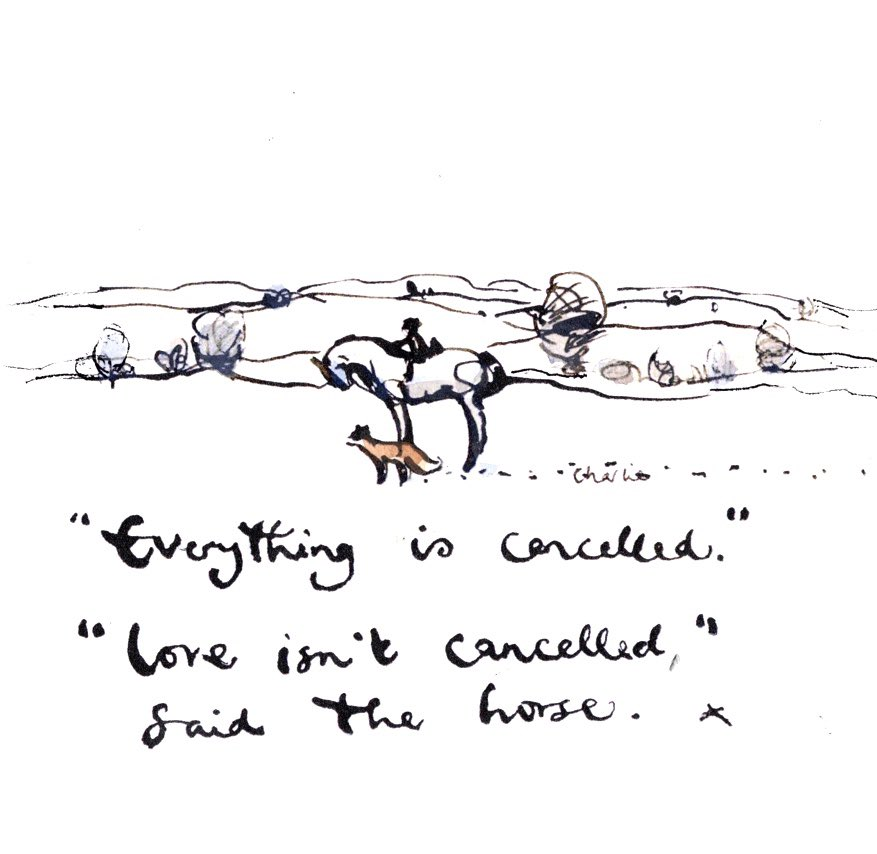 Charlie
"Everything is cancelled."
"Love isn't cancelled,"
said the horse. x